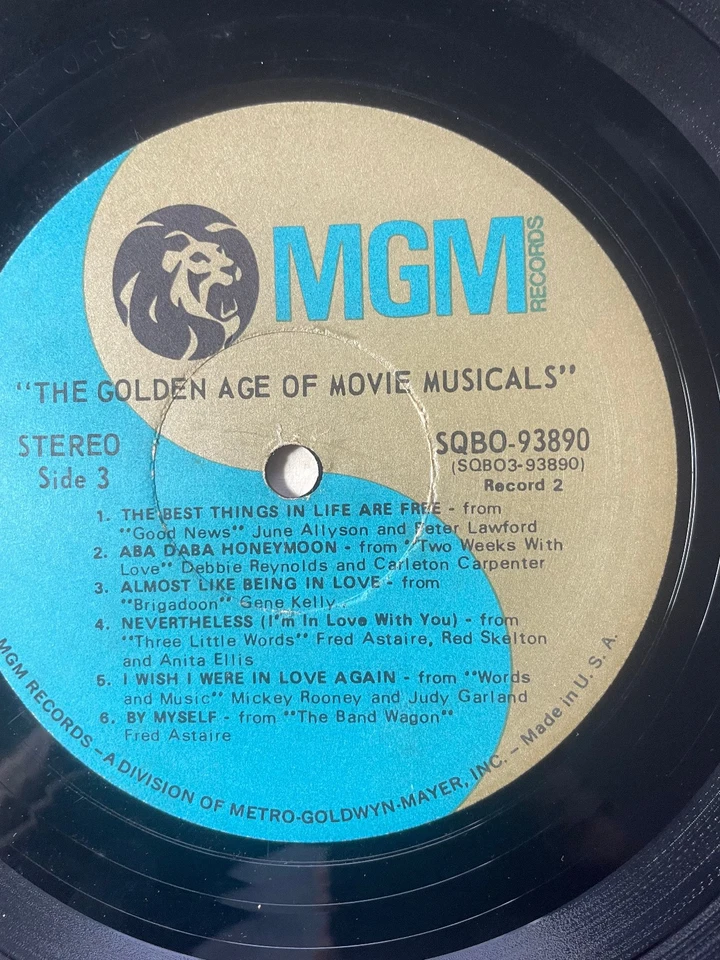 MGM RECORDS
"THE GOLDEN AGE OF MOVIE MUSICALS"
STEREO
Side 3
SQBO-93890
(SQBO3-93890)
Record 2
1. THE BEST THINGS IN LIFE ARE FREE - from
"Good News" June Allyson and Peter Lawford
2. ABA DABA HONEYMOON - from "Two Weeks With
Love" Debbie Reynolds and Carleton Carpenter
3. ALMOST LIKE BEING IN LOVE - from
"Brigadoon" Gene Kelly
4. NEVERTHELESS (I'm In Love With You) - from
"Three Little Words" Fred Astaire, Red Skelton
and Anita Ellis
5. I WISH I WERE IN LOVE AGAIN - from "Words
and Music" Mickey Rooney and Judy Garland
6. BY MYSELF - from "The Band Wagon"
Fred Astaire
MGM RECORDS – A DIVISION OF METRO-GOLDWYN-MAYER, INC. – Made in U. S. A.